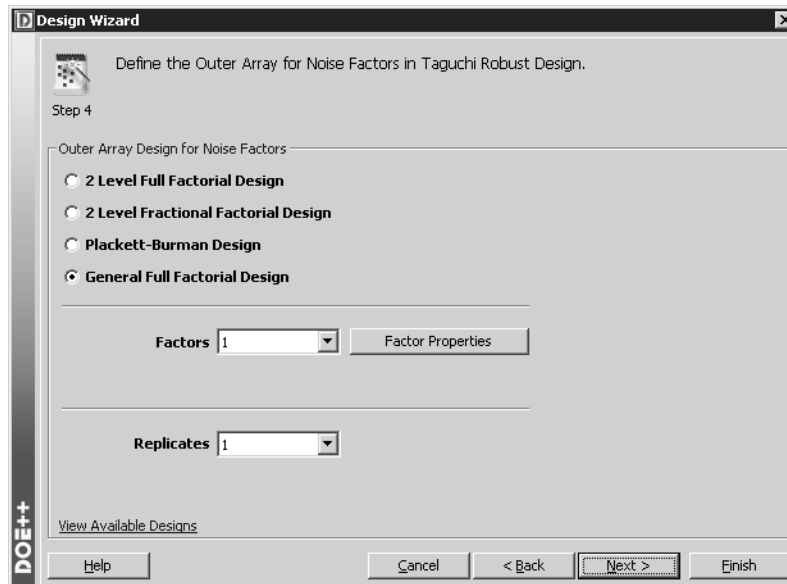 Design Wizard
Define the Outer Array for Noise Factors in Taguchi Robust Design.
Step 4
Outer Array Design for Noise Factors
2 Level Full Factorial Design
2 Level Fractional Factorial Design
Plackett-Burman Design
General Full Factorial Design
Factors 1 Factor Properties
Replicates 1
View Available Designs
DOE++
Help Cancel < Back Next > Finish